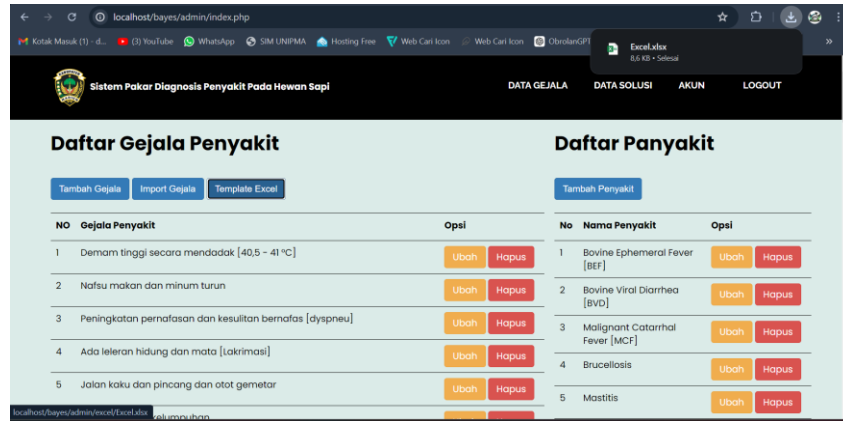 localhost/bayes/admin/index.php
Kotak Masuk (1) - d... (3) YouTube WhatsApp SIM UNIPMA Hosting Free Web Cari Icon Web Cari Icon ObrolanGPT
Excel.xlsx
8,6 KB • Selesai
Sistem Pakar Diagnosis Penyakit Pada Hewan Sapi
DATA GEJALA DATA SOLUSI AKUN LOGOUT
Daftar Gejala Penyakit
Tambah Gejala Import Gejala Template Excel
NO Gejala Penyakit Opsi
1 Demam tinggi secara mendadak [40,5 - 41 °C] Ubah Hapus
2 Nafsu makan dan minum turun Ubah Hapus
3 Peningkatan pernafasan dan kesulitan bernafas [dyspneu] Ubah Hapus
4 Ada leleran hidung dan mata [Lakrimasi] Ubah Hapus
5 Jalan kaku dan pincang dan otot gemetar Ubah Hapus
kelumpuhan Ubah Hapus
localhost/bayes/admin/excel/Excel.xlsx
Daftar Panyakit
Tambah Penyakit
No Nama Penyakit Opsi
1 Bovine Ephemeral Fever Ubah Hapus
[BEF]
2 Bovine Viral Diarrhea Ubah Hapus
[BVD]
3 Malignant Catarrhal Ubah Hapus
Fever [MCF]
4 Brucellosis Ubah Hapus
5 Mastitis Ubah Hapus